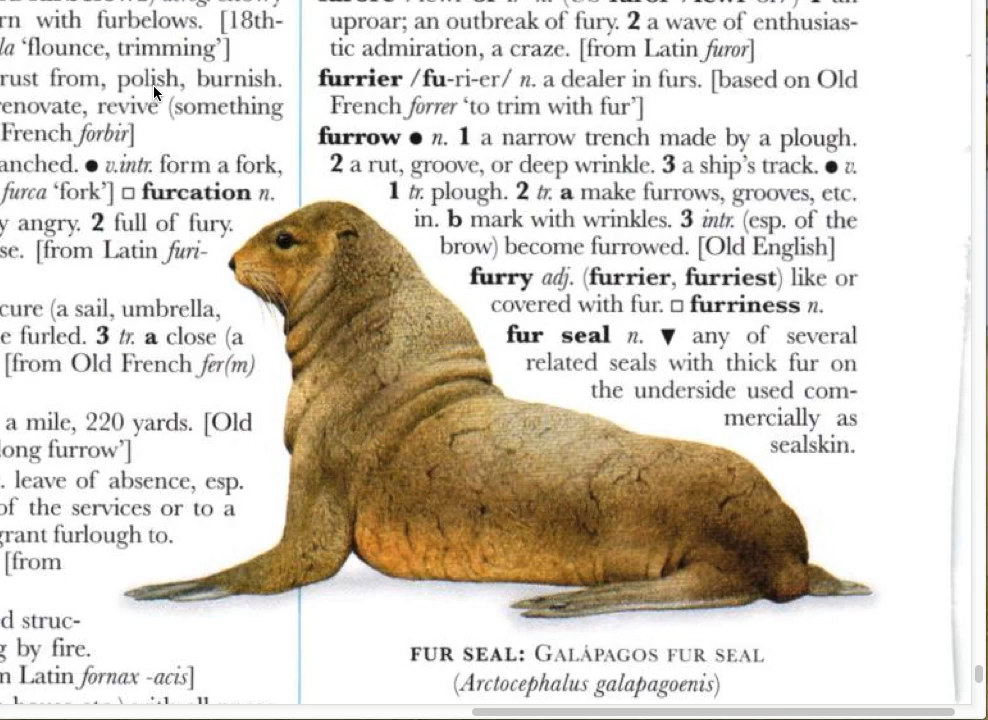 rn with furbelows. [18th-
la ‘flounce, trimming’]
rust from, polish, burnish.
renovate, revive (something
French forbir]
anched. ● v.intr. form a fork,
furca ‘fork’] □ furcation n.
y angry. 2 full of fury.
se. [from Latin furi-
cure (a sail, umbrella,
e furled. 3 tr. a close (a
[from Old French fer(m)
a mile, 220 yards. [Old
long furrow’]
. leave of absence, esp.
of the services or to a
grant furlough to.
[from
d struc-
g by fire.
n Latin fornax -acis]
uproar; an outbreak of fury. 2 a wave of enthusias-
tic admiration, a craze. [from Latin furor]
furrier /fu-ri-er/ n. a dealer in furs. [based on Old
French forrer ‘to trim with fur’]
furrow ● n. 1 a narrow trench made by a plough.
2 a rut, groove, or deep wrinkle. 3 a ship’s track. ● v.
1 tr. plough. 2 tr. a make furrows, grooves, etc.
in. b mark with wrinkles. 3 intr. (esp. of the
brow) become furrowed. [Old English]
furry adj. (furrier, furriest) like or
covered with fur. □ furriness n.
fur seal n. ▼ any of several
related seals with thick fur on
the underside used com-
mercially as
sealskin.
FUR SEAL: GALÁPAGOS FUR SEAL
(Arctocephalus galapagoenis)